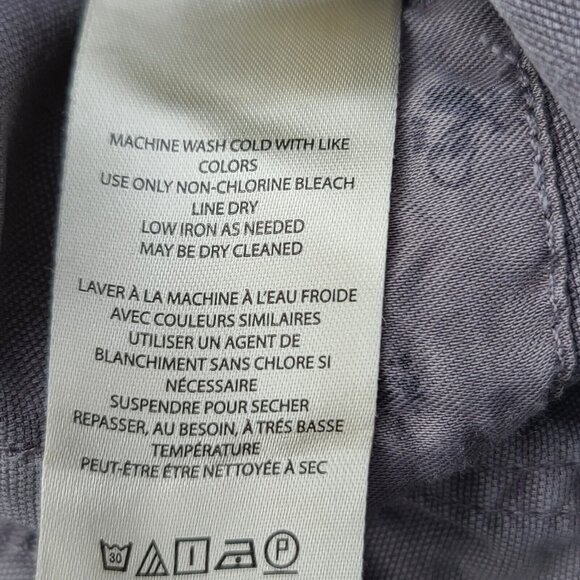 MACHINE WASH COLD WITH LIKE
COLORS
USE ONLY NON-CHLORINE BLEACH
LINE DRY
LOW IRON AS NEEDED
MAY BE DRY CLEANED
LAVER À LA MACHINE À L'EAU FROIDE
AVEC COULEURS SIMILAIRES
UTILISER UN AGENT DE
BLANCHIMENT SANS CHLORE SI
NÉCESSAIRE
SUSPENDRE POUR SECHER
REPASSER, AU BESOIN, À TRÉS BASSE
TEMPÉRATURE
PEUT-ÊTRE ÊTRE NETTOYÉE À SEC
30 P